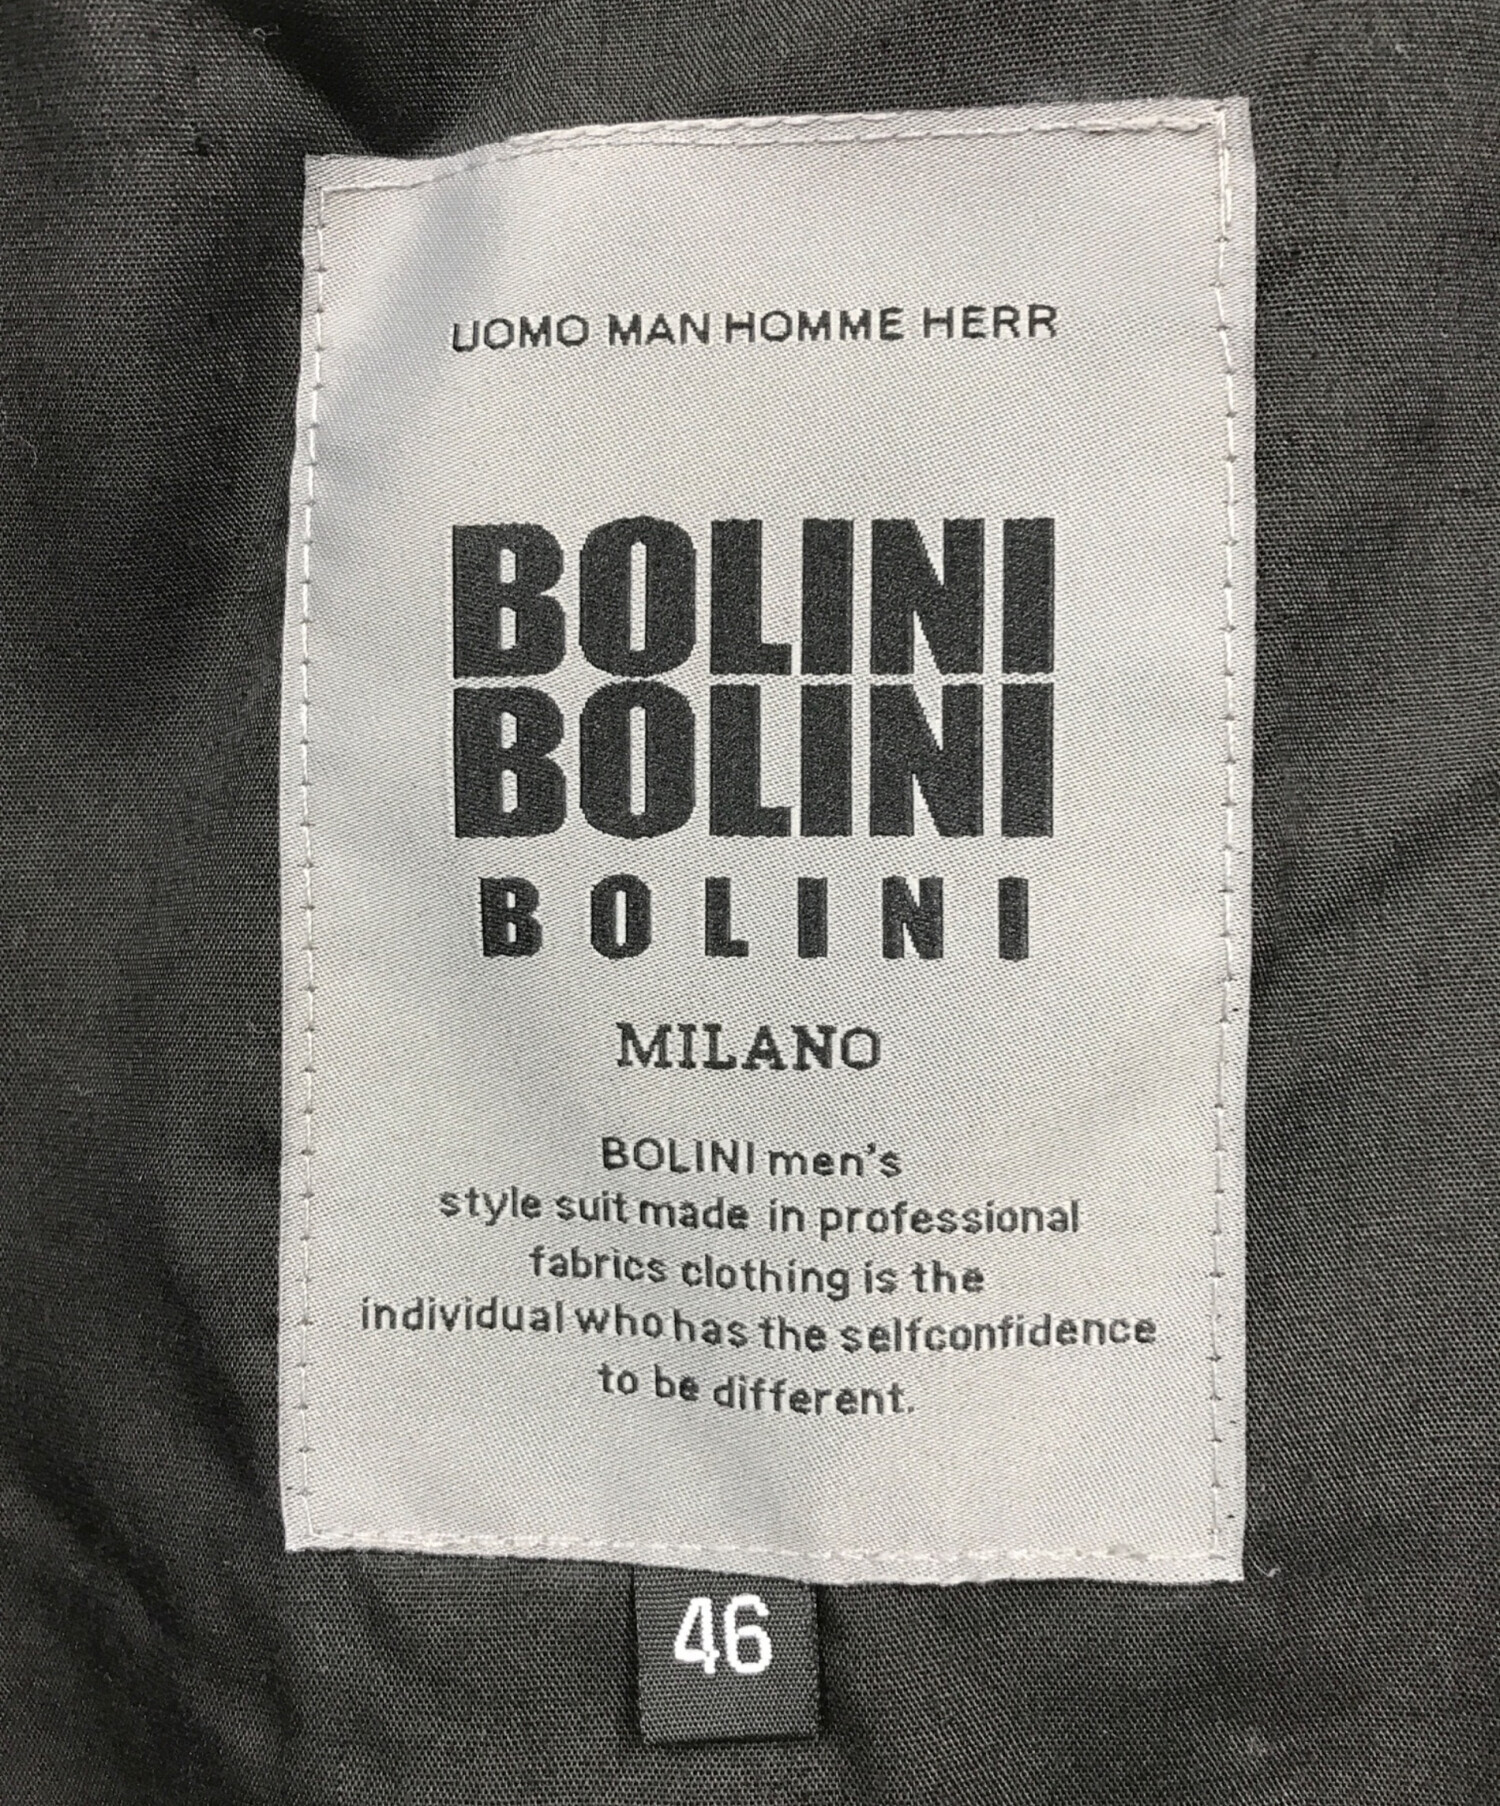 UOMO MAN HOMME HERR
BOLINI
BOLINI
BOLINI
MILANO
BOLINI men's
style suit made in professional
fabrics clothing is the
individual who has the selfconfidence
to be different.
46